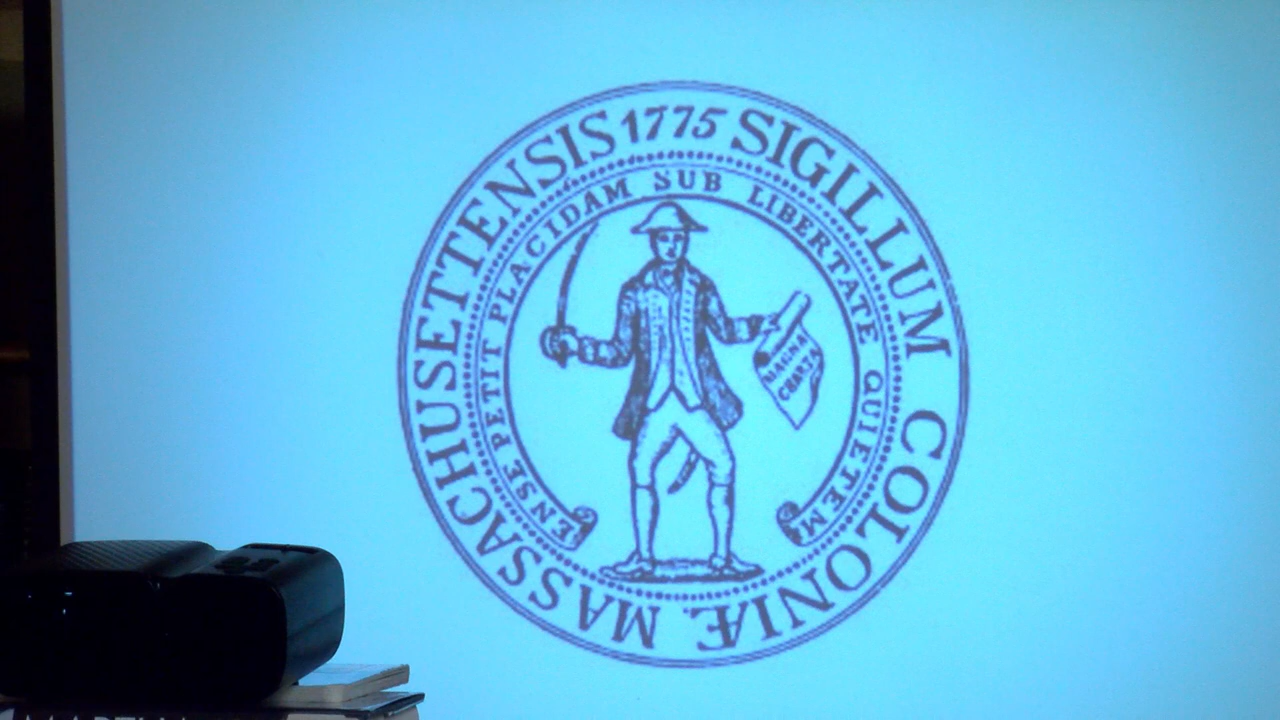 SIGILLUM COLONIÆ MASSACHUSETTENSIS 1775
ENSE PETIT PLACIDAM SUB LIBERTATE QUIETEM
MAGNA
CHARTA